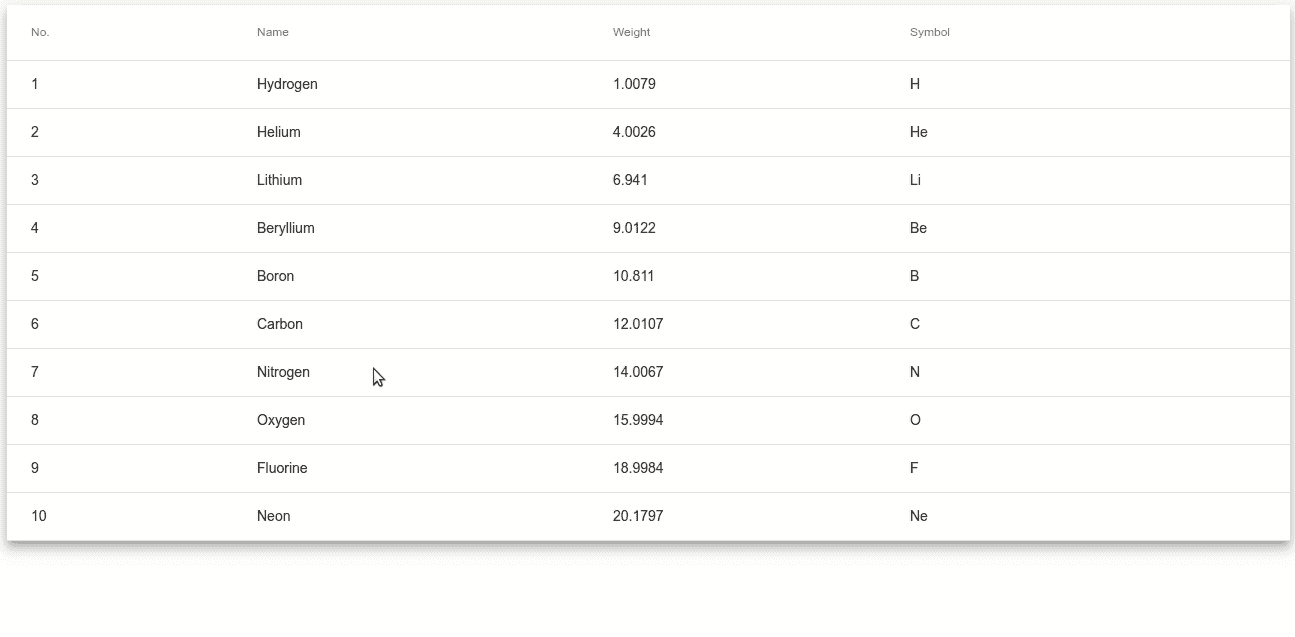 No. Name Weight Symbol
1 Hydrogen 1.0079 H
2 Helium 4.0026 He
3 Lithium 6.941 Li
4 Beryllium 9.0122 Be
5 Boron 10.811 B
6 Carbon 12.0107 C
7 Nitrogen 14.0067 N
8 Oxygen 15.9994 O
9 Fluorine 18.9984 F
10 Neon 20.1797 Ne